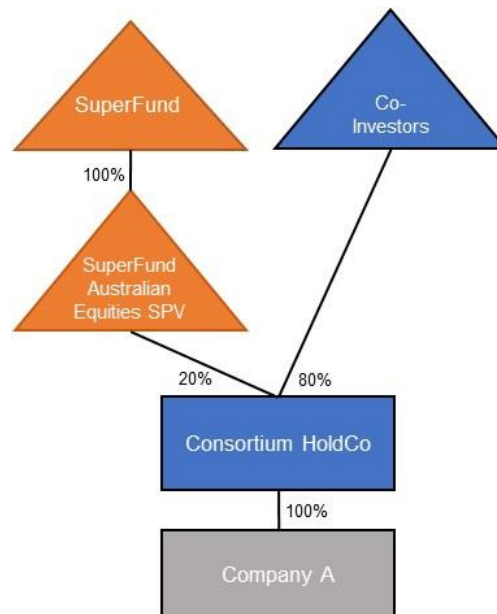 SuperFund
Co-
Investors
100%
SuperFund
Australian
Equities SPV
20%
80%
Consortium HoldCo
100%
Company A